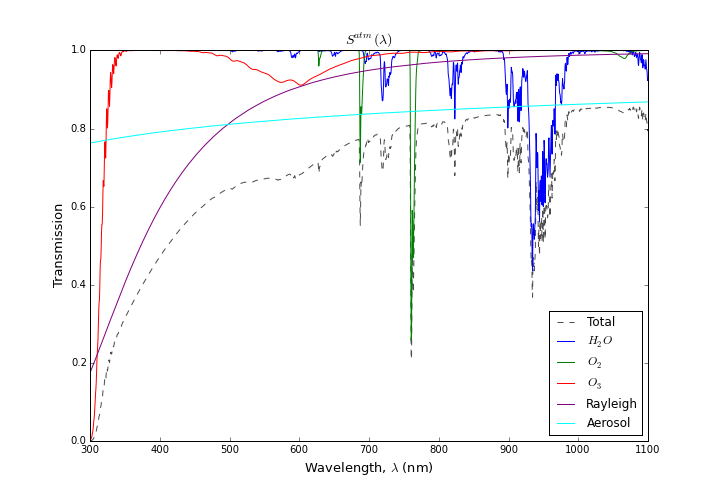 S^{atm}(λ)
1.0
0.8
0.6
0.4
0.2
0.0
Transmission
300 400 500 600 700 800 900 1000 1100
Wavelength, λ (nm)
Total
H₂O
O₂
O₃
Rayleigh
Aerosol